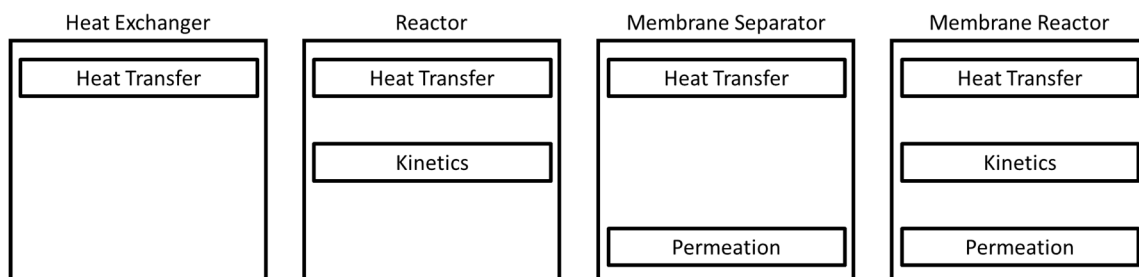 Heat Exchanger
Heat Transfer
Reactor
Heat Transfer
Kinetics
Membrane Separator
Heat Transfer
Permeation
Membrane Reactor
Heat Transfer
Kinetics
Permeation